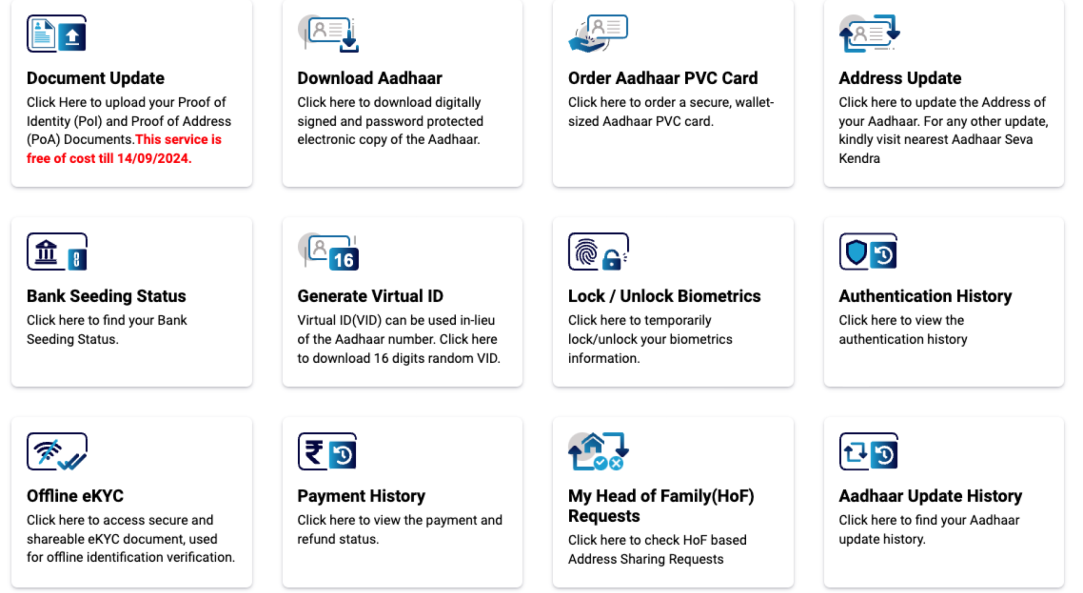 Document Update
Click Here to upload your Proof of
Identity (PoI) and Proof of Address
(PoA) Documents.This service is
free of cost till 14/09/2024.
Download Aadhaar
Click here to download digitally
signed and password protected
electronic copy of the Aadhaar.
Order Aadhaar PVC Card
Click here to order a secure, wallet-
sized Aadhaar PVC card.
Address Update
Click here to update the Address of
your Aadhaar. For any other update,
kindly visit nearest Aadhaar Seva
Kendra
Bank Seeding Status
Click here to find your Bank
Seeding Status.
16
Generate Virtual ID
Virtual ID(VID) can be used in-lieu
of the Aadhaar number. Click here
to download 16 digits random VID.
Lock / Unlock Biometrics
Click here to temporarily
lock/unlock your biometrics
information.
Authentication History
Click here to view the
authentication history
Offline eKYC
Click here to access secure and
shareable eKYC document, used
for offline identification verification.
₹
Payment History
Click here to view the payment and
refund status.
My Head of Family(HoF)
Requests
Click here to check HoF based
Address Sharing Requests
Aadhaar Update History
Click here to find your Aadhaar
update history.